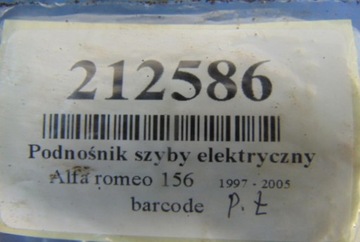 212586
Podnośnik szyby elektryczny
Alfa romeo 156 1997 - 2005
barcode P. Ł